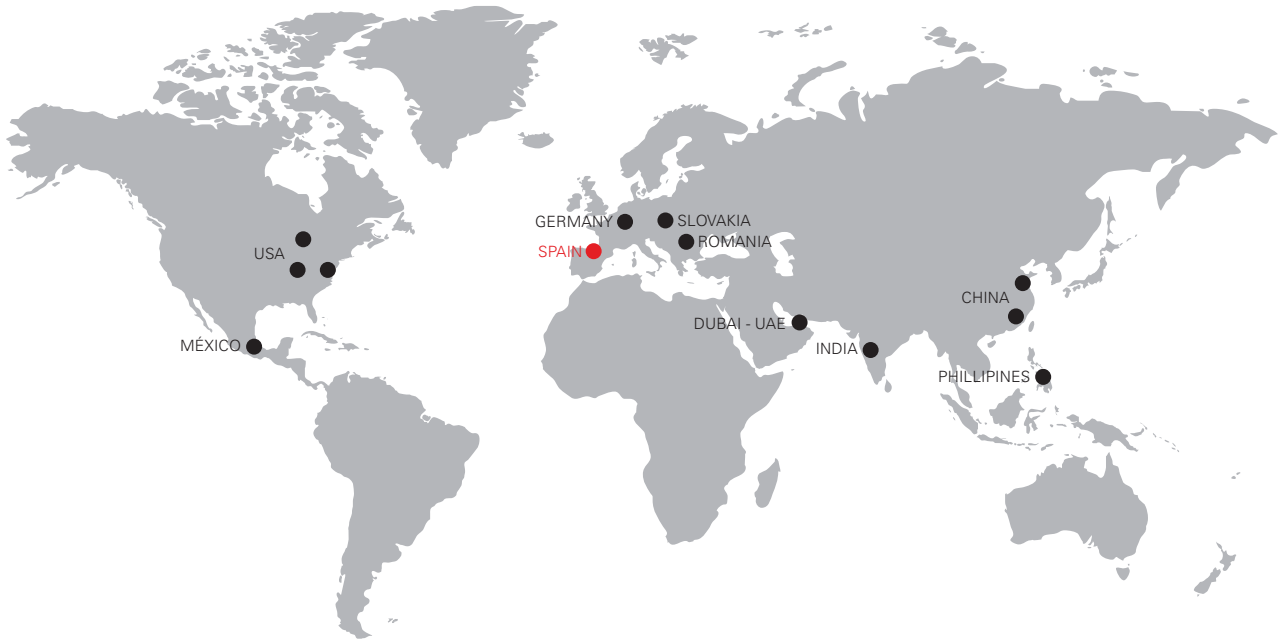 GERMANY
SLOVAKIA
ROMANIA
SPAIN
USA
CHINA
DUBAI - UAE
MÉXICO
INDIA
PHILLIPINES